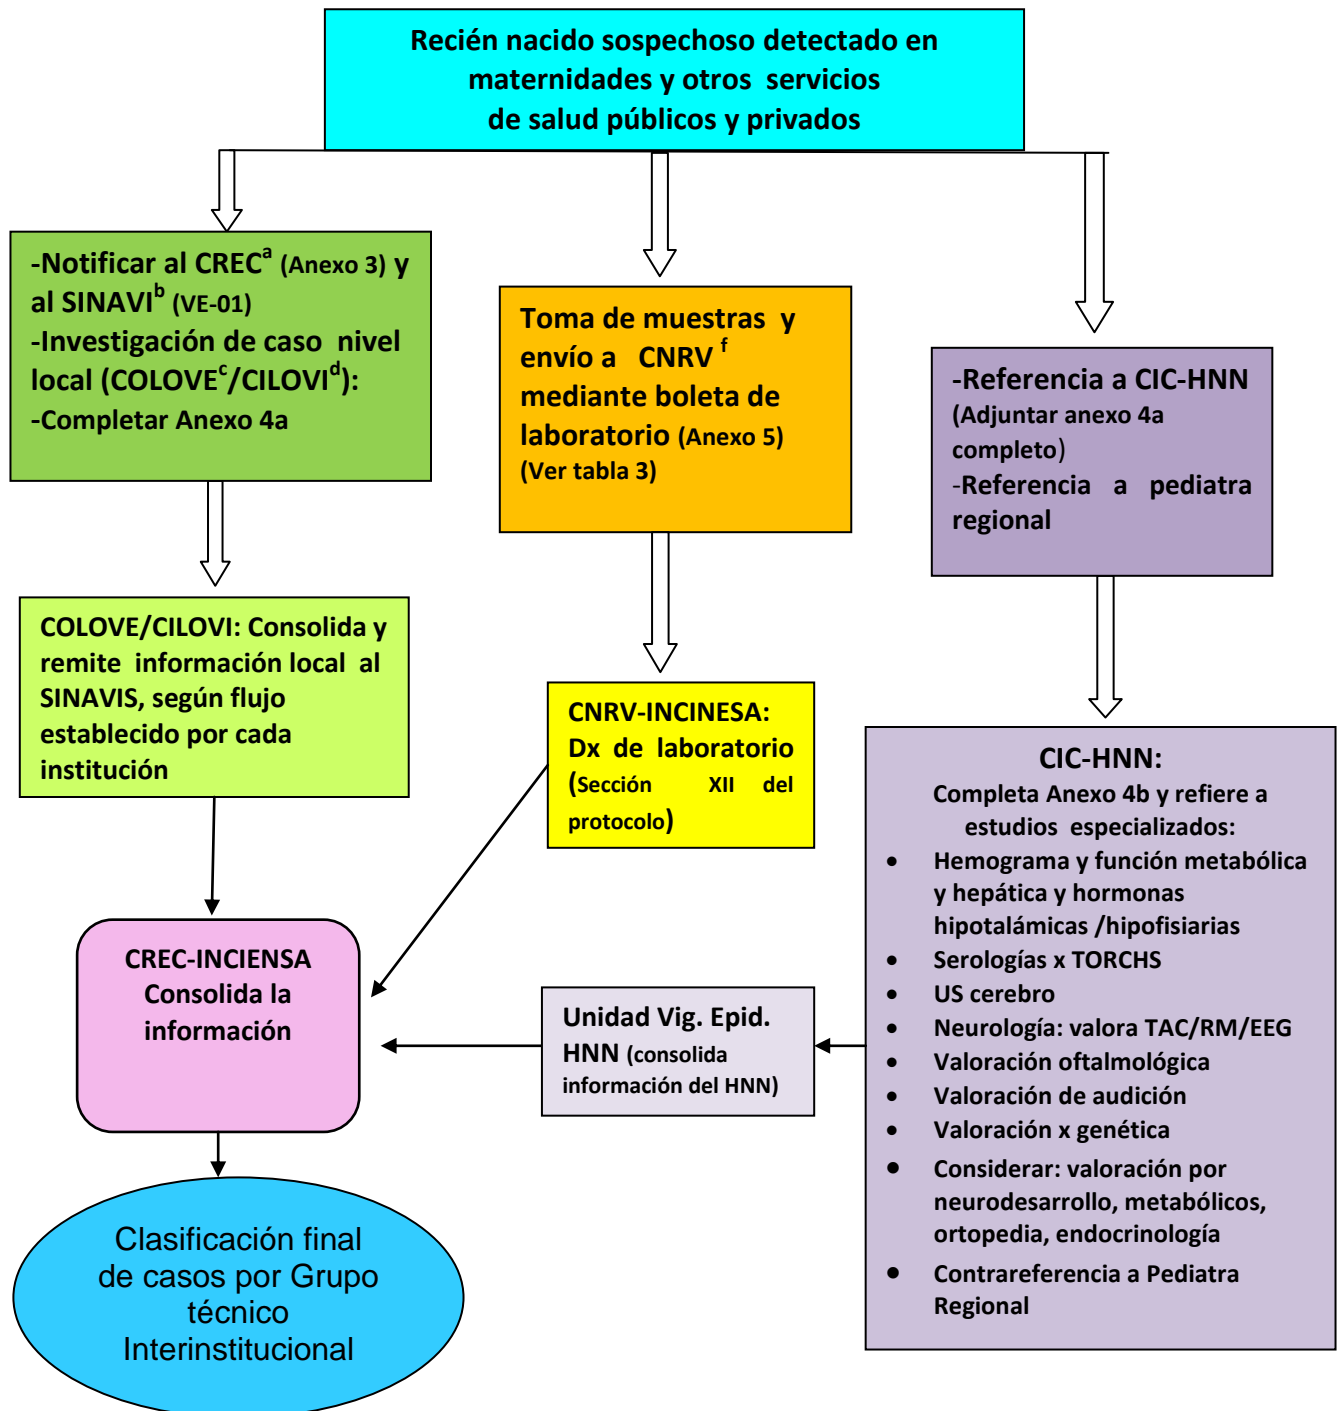 Recién nacido sospechoso detectado en
maternidades y otros servicios
de salud públicos y privados
-Notificar al CREC^a (Anexo 3) y
al SINAVI^b (VE-01)
-Investigación de caso nivel
local (COLOVE^c/CILOVI^d):
-Completar Anexo 4a
Toma de muestras y
envío a CNRV ^f
mediante boleta de
laboratorio (Anexo 5)
(Ver tabla 3)
-Referencia a CIC-HNN
(Adjuntar anexo 4a
completo)
-Referencia a pediatra
regional
COLOVE/CILOVI: Consolida y
remite información local al
SINAVIS, según flujo
establecido por cada
institución
CNRV-INCINESA:
Dx de laboratorio
(Sección XII del
protocolo)
CIC-HNN:
Completa Anexo 4b y refiere a
estudios especializados:
• Hemograma y función metabólica
y hepática y hormonas
hipotalámicas /hipofisiarias
• Serologías x TORCHS
• US cerebro
• Neurología: valora TAC/RM/EEG
• Valoración oftalmológica
• Valoración de audición
• Valoración x genética
• Considerar: valoración por
neurodesarrollo, metabólicos,
ortopedia, endocrinología
• Contrareferencia a Pediatra
Regional
Unidad Vig. Epid.
HNN (consolida
información del HNN)
CREC-INCIENSA
Consolida la
información
Clasificación final
de casos por Grupo
técnico
Interinstitucional